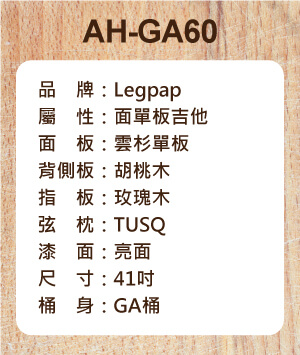 AH-GA60
品　牌：Legpap
屬　性：面單板吉他
面　板：雲杉單板
背側板：胡桃木
指　板：玫瑰木
弦　枕：TUSQ
漆　面：亮面
尺　寸：41吋
桶　身：GA桶